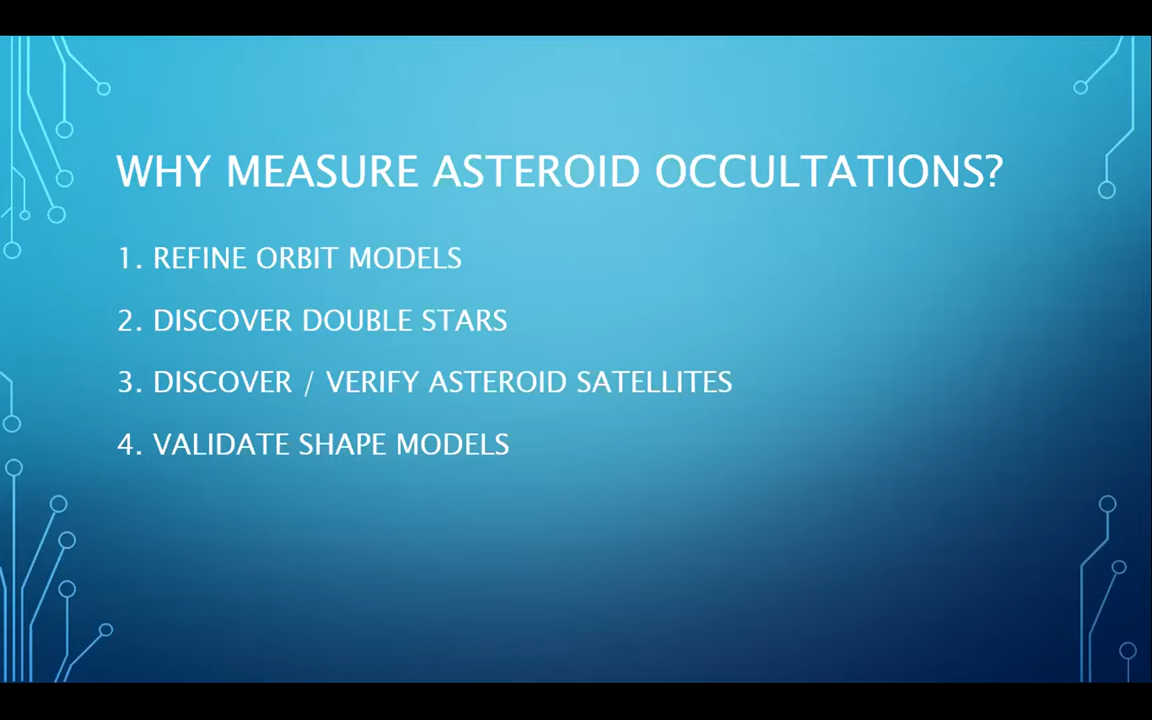 WHY MEASURE ASTEROID OCCULTATIONS?
1. REFINE ORBIT MODELS
2. DISCOVER DOUBLE STARS
3. DISCOVER / VERIFY ASTEROID SATELLITES
4. VALIDATE SHAPE MODELS